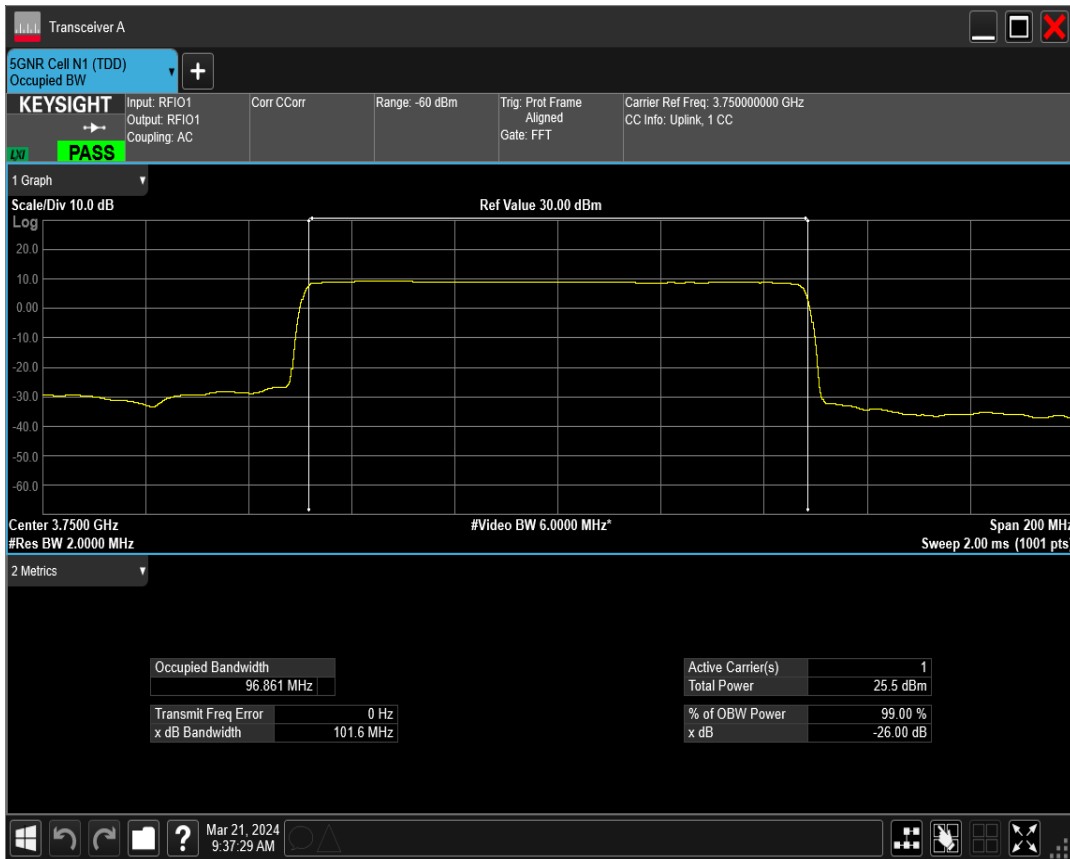 Transceiver A
5GNR Cell N1 (TDD)
Occupied BW
+
KEYSIGHT
LXI
PASS
Input: RFIO1
Output: RFIO1
Coupling: AC
Corr CCorr
Range: -60 dBm
Trig: Prot Frame
Aligned
Gate: FFT
Carrier Ref Freq: 3.750000000 GHz
CC Info: Uplink, 1 CC
1 Graph
Scale/Div 10.0 dB
Ref Value 30.00 dBm
Log
20.0
10.0
0.00
-10.0
-20.0
-30.0
-40.0
-50.0
-60.0
Center 3.7500 GHz
#Video BW 6.0000 MHz*
Span 200 MHz
#Res BW 2.0000 MHz
Sweep 2.00 ms (1001 pts)
2 Metrics
Occupied Bandwidth
96.861 MHz
Transmit Freq Error 0 Hz
x dB Bandwidth 101.6 MHz
Active Carrier(s) 1
Total Power 25.5 dBm
% of OBW Power 99.00 %
x dB -26.00 dB
?
Mar 21, 2024
9:37:29 AM